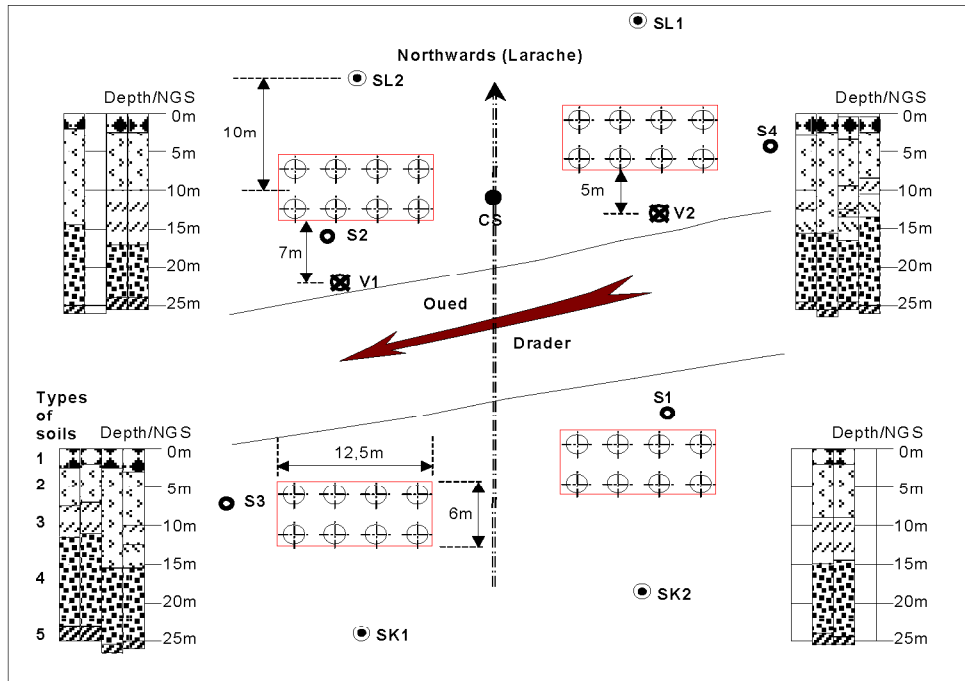 SL1
Northwards (Larache)
SL2
Depth/NGS
0m
5m
10m
15m
20m
25m
10m
S2
7m
V1
CS
5m
V2
S4
Depth/NGS
0m
5m
10m
15m
20m
25m
Oued
Drader
Types
of
soils
1
2
3
4
5
Depth/NGS
0m
5m
10m
15m
20m
25m
S3
12,5m
6m
SK1
S1
SK2
Depth/NGS
0m
5m
10m
15m
20m
25m